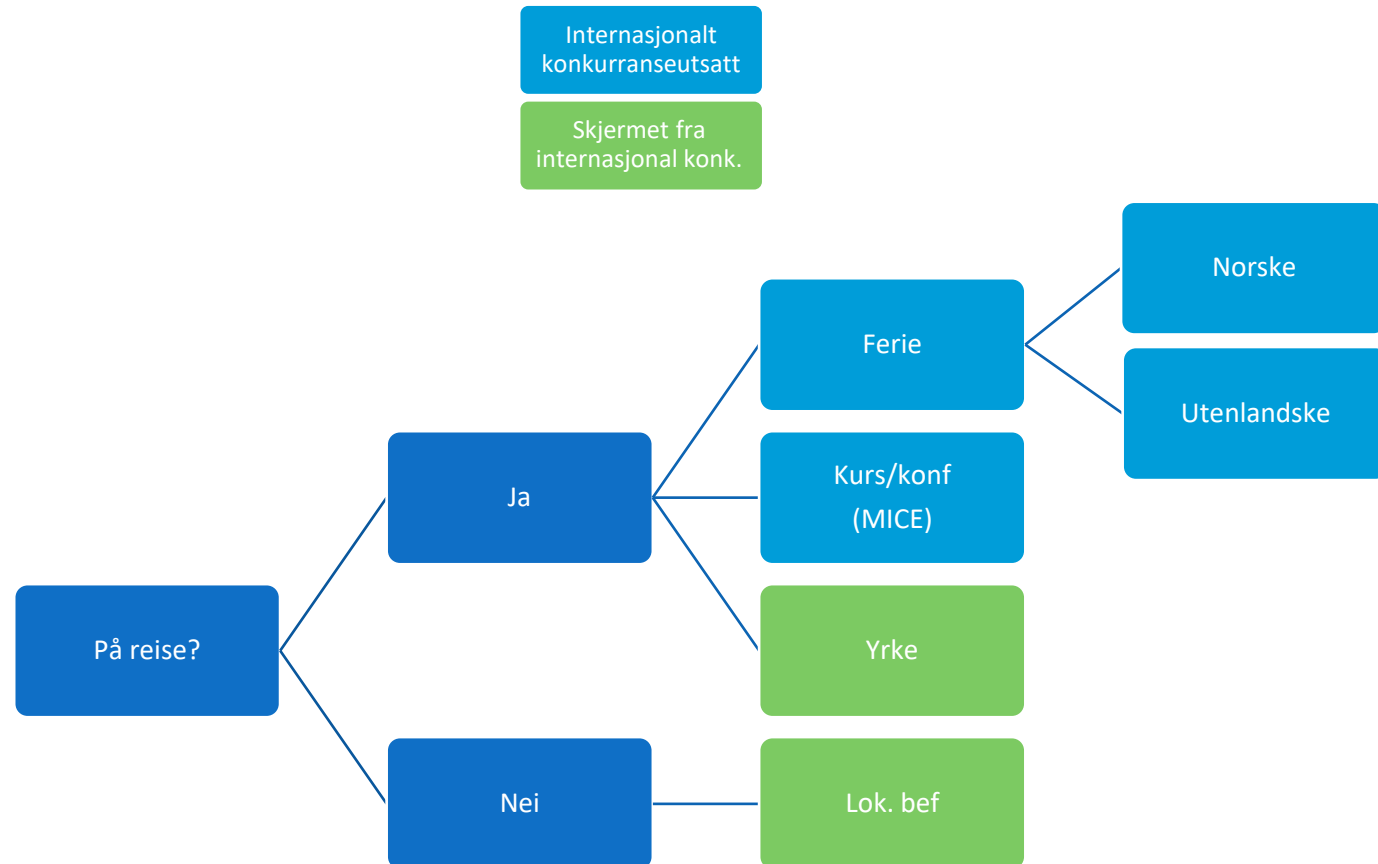 Internasjonalt
konkurranseutsatt
Skjermet fra
internasjonal konk.
Norske
Ferie
Utenlandske
Kurs/konf
(MICE)
Ja
På reise?
Yrke
Nei
Lok. bef